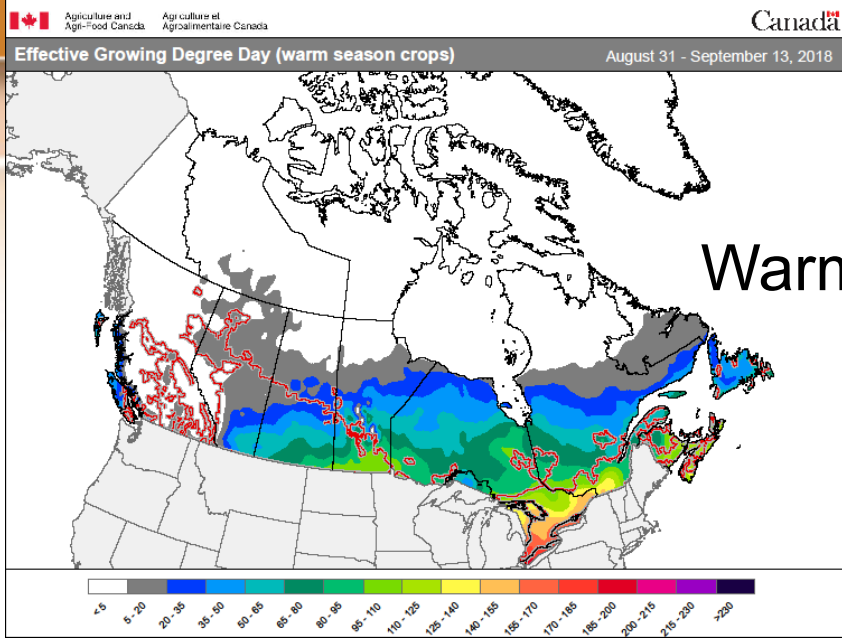 Agriculture and Agriculture et
Agri-Food Canada Agroalimentaire Canada
Canada
Effective Growing Degree Day (warm season crops) August 31 - September 13, 2018
Warm
< 5 5 - 20 20 - 35 35 - 50 50 - 65 65 - 80 80 - 95 95 - 110 110 - 125 125 - 140 140 - 155 155 - 170 170 - 185 185 - 200 200 - 215 215 - 230 >230